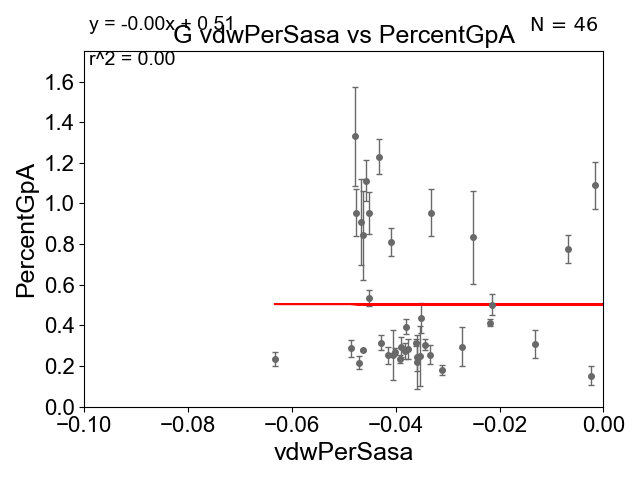 y = -0.00x + 0.51
N = 46
G vdwPerSasa vs PercentGpA
r^2 = 0.00
1.6
1.4
1.2
1.0
0.8
0.6
0.4
0.2
0.0
PercentGpA
−0.10 −0.08 −0.06 −0.04 −0.02 0.00
vdwPerSasa